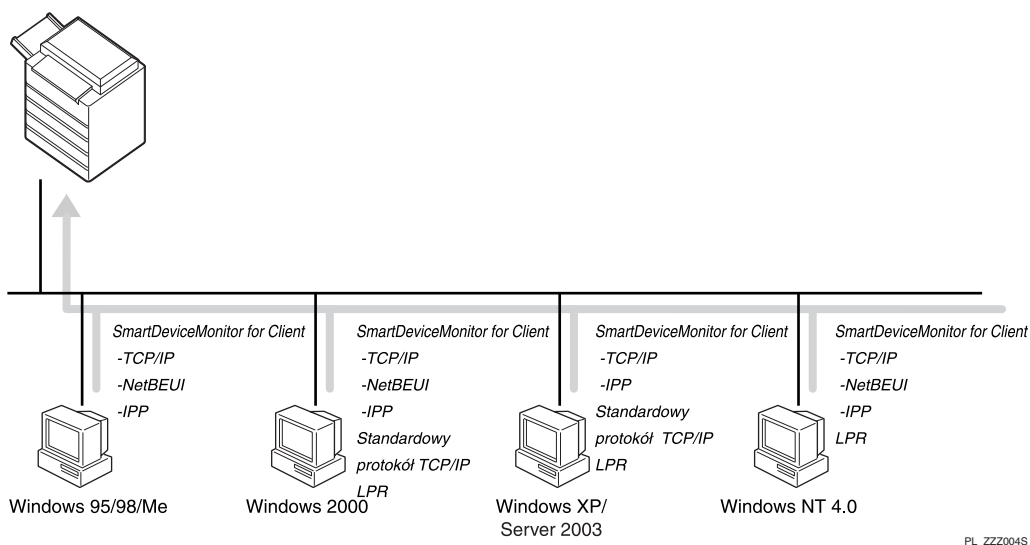 SmartDeviceMonitor for Client
-TCP/IP
-NetBEUI
-IPP
Windows 95/98/Me
SmartDeviceMonitor for Client
-TCP/IP
-NetBEUI
-IPP
Standardowy
protokół TCP/IP
LPR
Windows 2000
SmartDeviceMonitor for Client
-TCP/IP
-IPP
Standardowy
protokół TCP/IP
LPR
Windows XP/
Server 2003
SmartDeviceMonitor for Client
-TCP/IP
-NetBEUI
-IPP
LPR
Windows NT 4.0
PL ZZZ004S